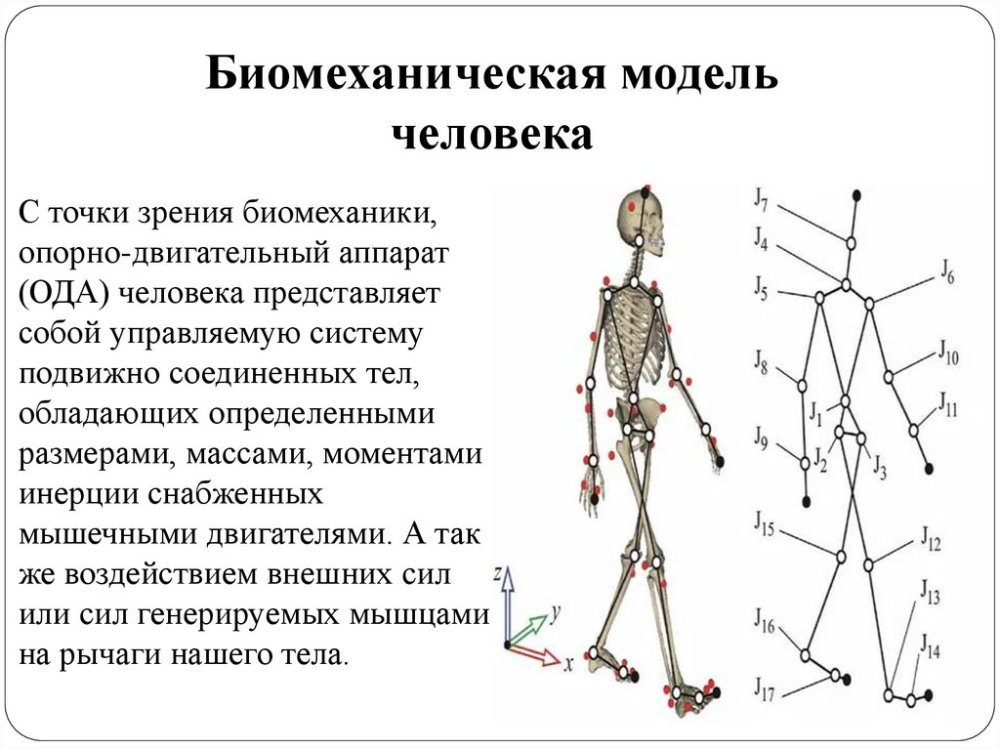 Биомеханическая модель
человека
С точки зрения биомеханики,
опорно-двигательный аппарат
(ОДА) человека представляет
собой управляемую систему
подвижно соединенных тел,
обладающих определенными
размерами, массами, моментами
инерции снабженных
мышечными двигателями. А так
же воздействием внешних сил
или сил генерируемых мышцами
на рычаги нашего тела.
z
y
x
J7
J4
J6
J5
J10
J8
J11
J1
J9
J2
J3
J15
J12
J13
J16
J14
J17